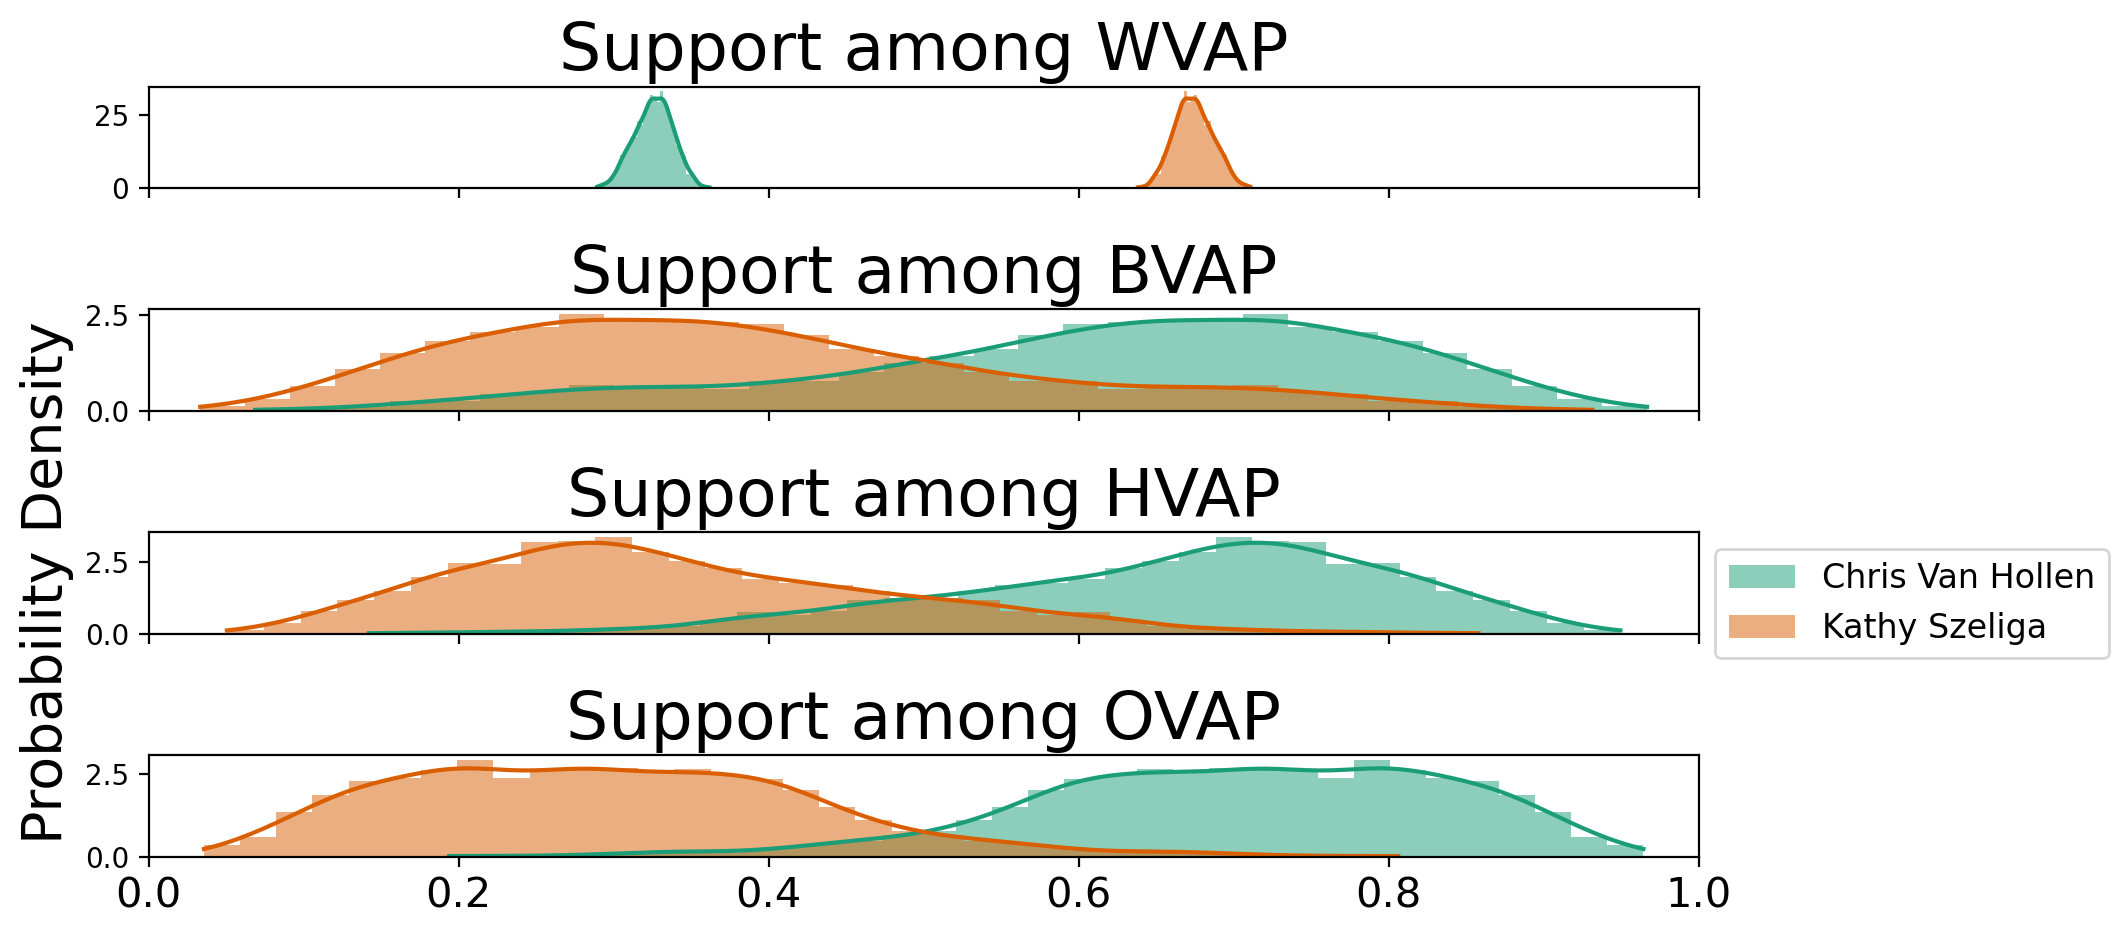 Support among WVAP
25
0
Support among BVAP
2.5
0.0
Support among HVAP
2.5
0.0
Support among OVAP
2.5
0.0
0.0 0.2 0.4 0.6 0.8 1.0
Probability Density
Chris Van Hollen
Kathy Szeliga